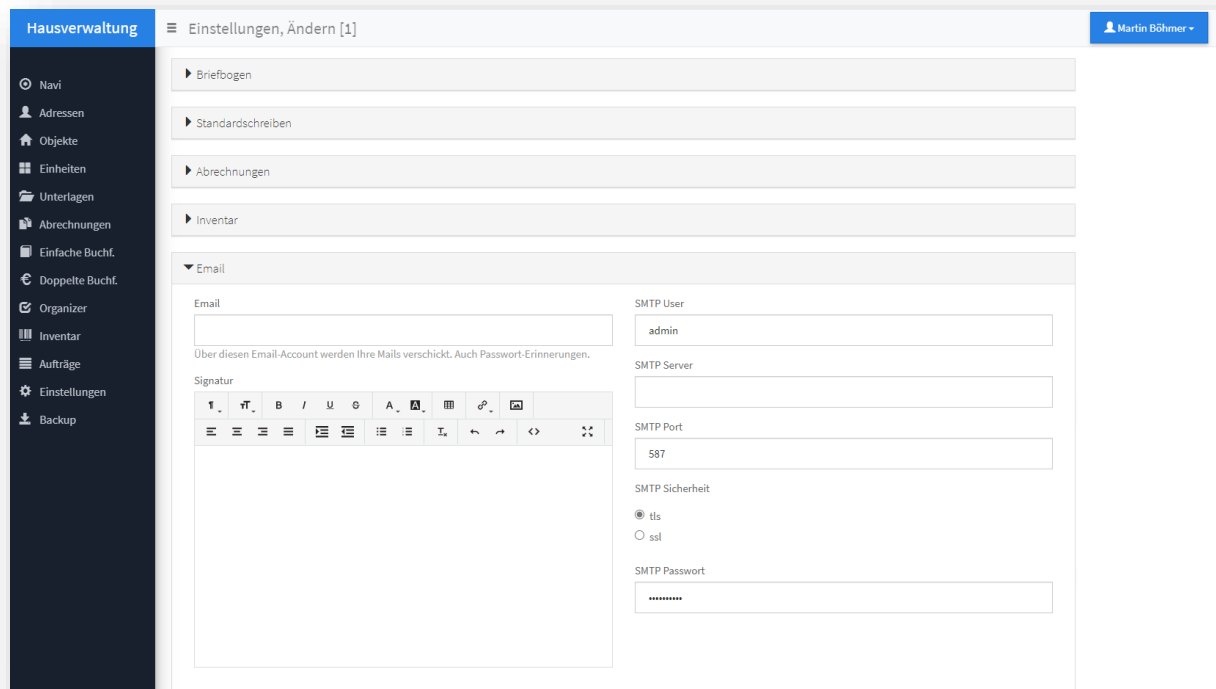 Hausverwaltung
Einstellungen, Ändern [1]
Martin Böhmer
Navi
Adressen
Objekte
Einheiten
Unterlagen
Abrechnungen
Einfache Buchf.
Doppelte Buchf.
Organizer
Inventar
Aufträge
Einstellungen
Backup
Briefbogen
Standardschreiben
Abrechnungen
Inventar
Email
Email
Über diesen Email-Account werden Ihre Mails verschickt. Auch Passwort-Erinnerungen.
Signatur
SMTP User
admin
SMTP Server
SMTP Port
587
SMTP Sicherheit
tls
ssl
SMTP Passwort
••••••••••